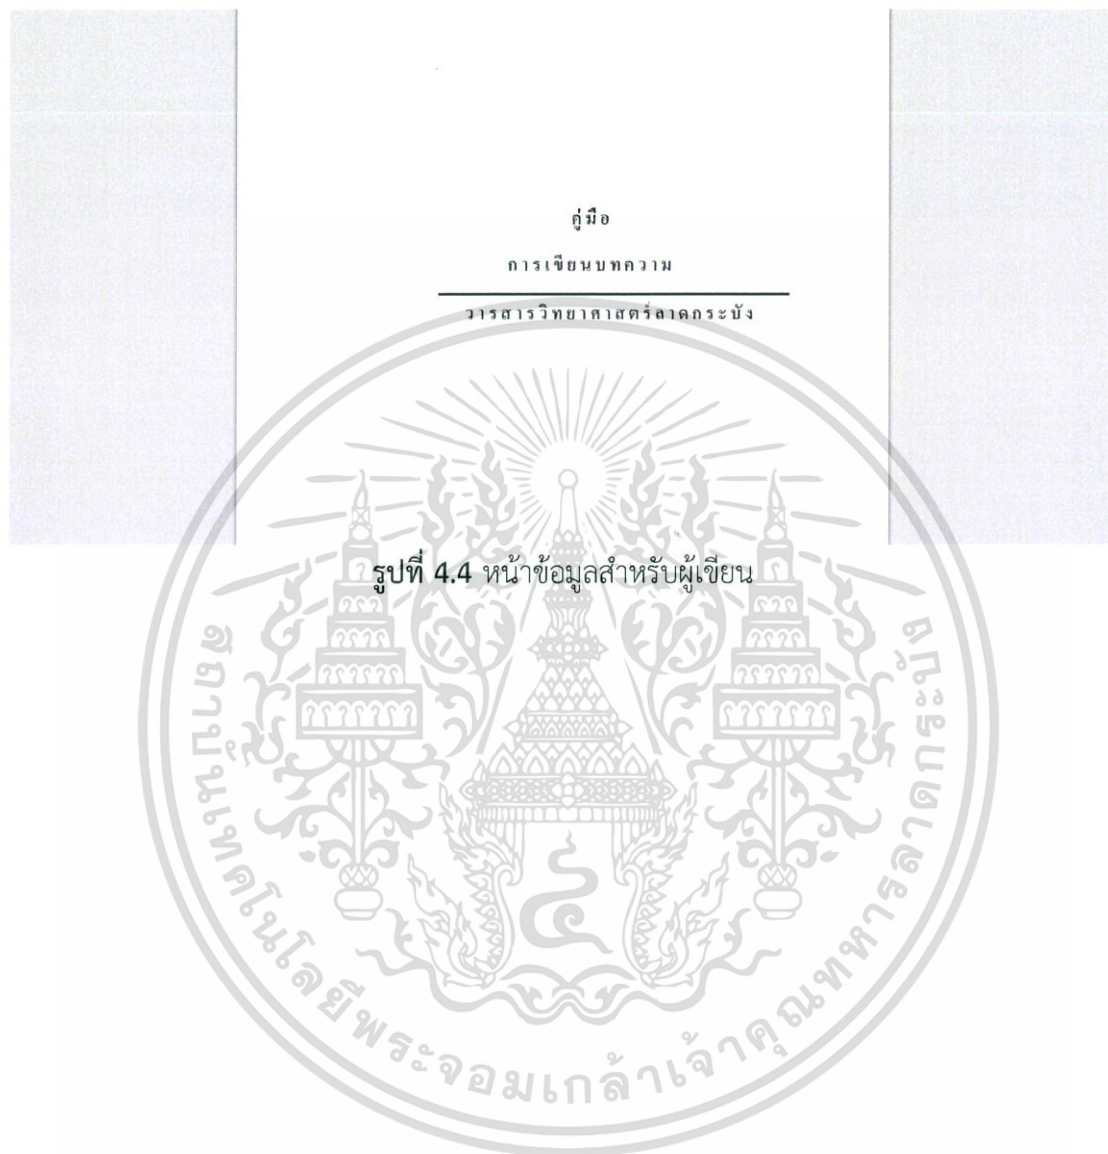 คู่มือ
การเขียนบทความ
วารสารวิทยาศาสตร์ลาดกระบัง
รูปที่ 4.4 หน้าข้อมูลสำหรับผู้เขียน
สถาบันเทคโนโลยีพระจอมเกล้าเจ้าคุณทหารลาดกระบัง
๔